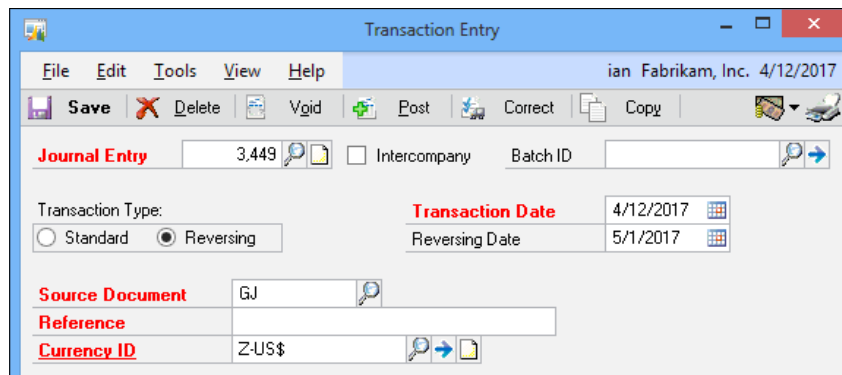 Transaction Entry
File Edit Tools View Help ian Fabrikam, Inc. 4/12/2017
Save Delete Void Post Correct Copy
Journal Entry 3,449 Intercompany Batch ID
Transaction Type: Transaction Date 4/12/2017
Standard Reversing Reversing Date 5/1/2017
Source Document GJ
Reference
Currency ID Z-US$